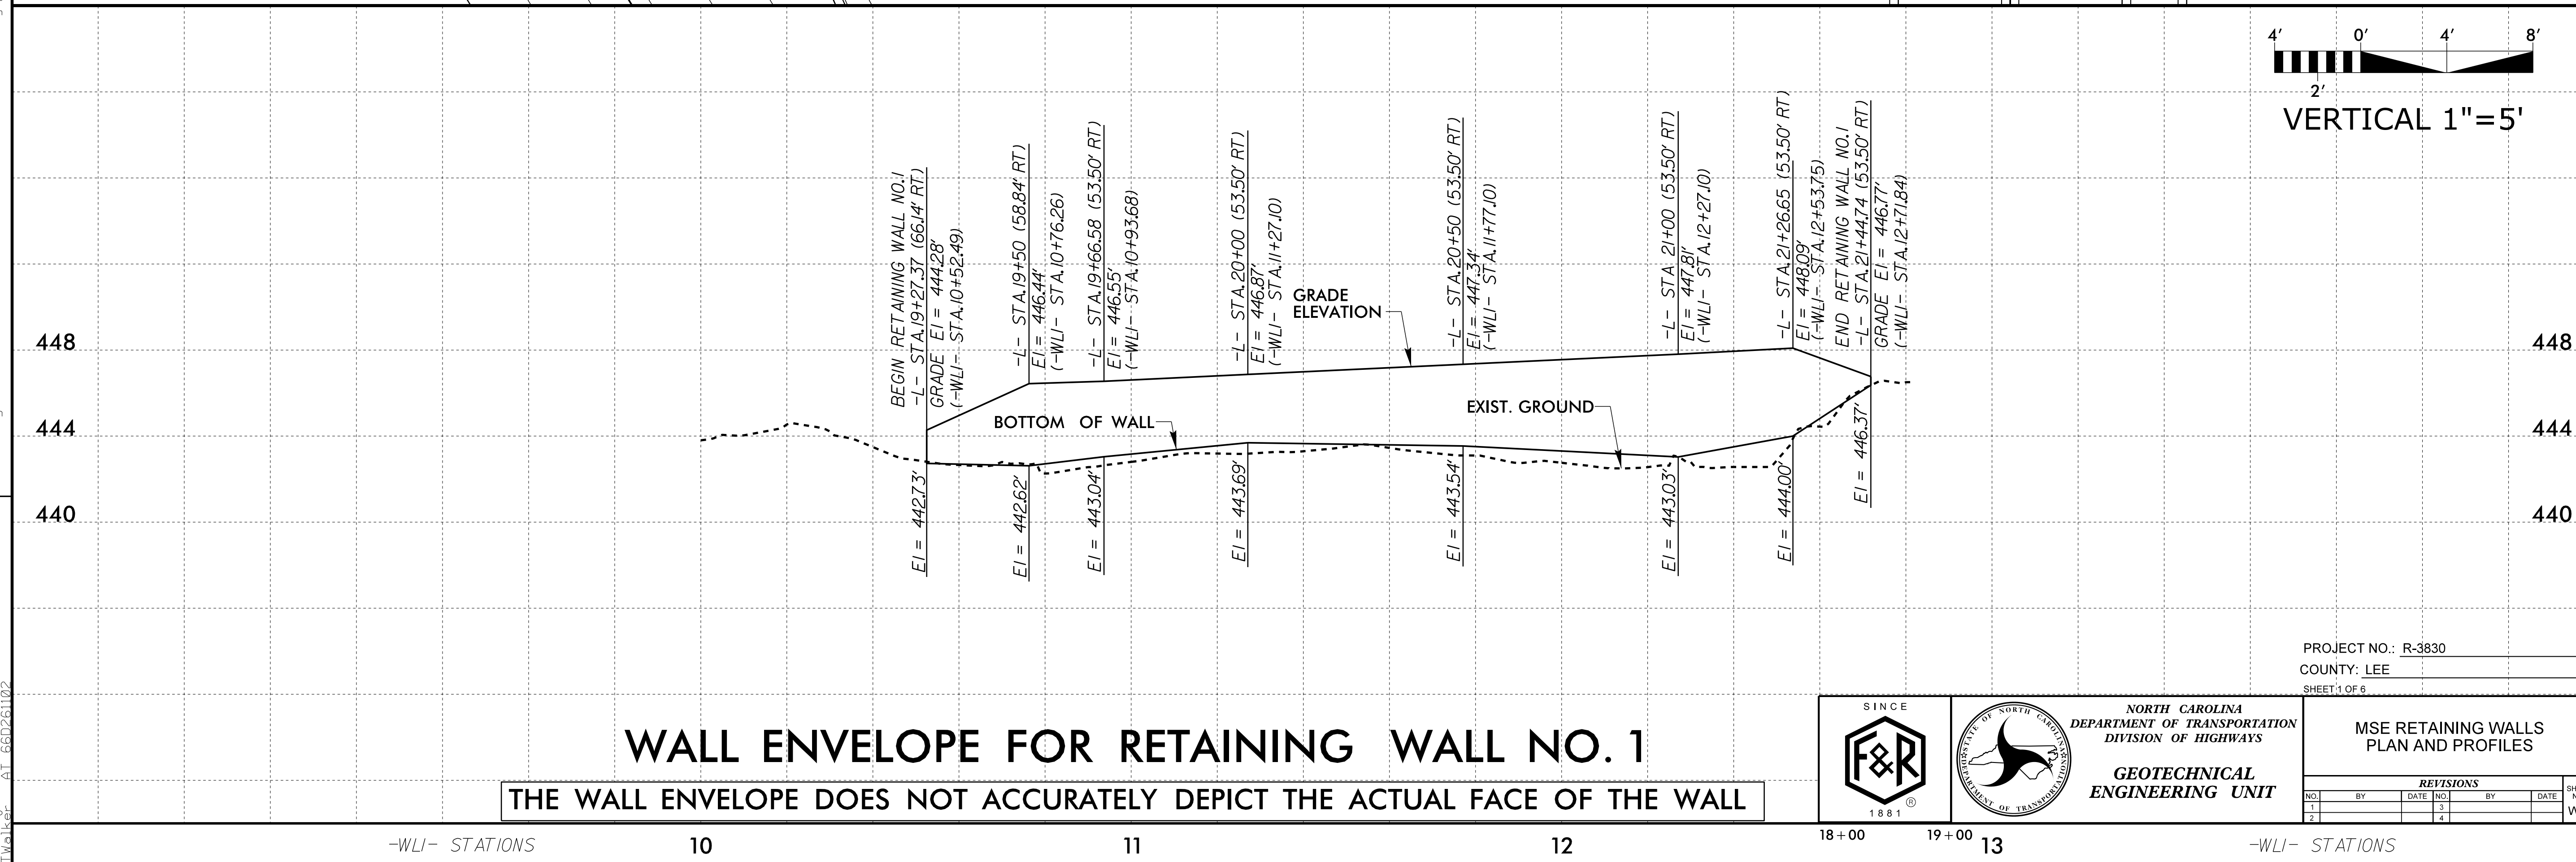 4' 0' 4' 8'
2'
VERTICAL 1"=5'
BEGIN RETAINING WALL NO.1
-L- STA.19+27.37 (66.14' RT)
GRADE El = 444.28'
(-WL1- STA.10+52.49)
-L- STA.19+50 (58.84' RT)
El = 446.44'
(-WL1- STA.10+76.26)
-L- STA.19+66.58 (53.50' RT)
El = 446.55'
(-WL1- STA.10+93.68)
-L- STA.20+00 (53.50' RT)
El = 446.87'
(-WL1- STA.11+27.10)
GRADE
ELEVATION
-L- STA.20+50 (53.50' RT)
El = 447.34'
(-WL1- STA.11+77.10)
-L- STA 21+00 (53.50' RT)
El = 447.81'
(-WL1- STA.12+27.10)
-L- STA.21+26.65 (53.50' RT)
El = 448.09'
(-WL1- STA.12+53.75)
END RETAINING WALL NO.1
-L- STA.21+44.74 (53.50' RT)
GRADE El = 446.77'
(-WL1- STA.12+71.84)
448 448
444 444
440 440
BOTTOM OF WALL
EXIST. GROUND
El = 442.73'
El = 442.62'
El = 443.04'
El = 443.69'
El = 443.54'
El = 443.03'
El = 444.00'
El = 446.37'
WALL ENVELOPE FOR RETAINING WALL NO. 1
THE WALL ENVELOPE DOES NOT ACCURATELY DEPICT THE ACTUAL FACE OF THE WALL
PROJECT NO.: R-3830
COUNTY: LEE
SHEET 1 OF 6
SINCE
F&R
®
1881
STATE OF NORTH CAROLINA
DEPARTMENT OF TRANSPORTATION
NORTH CAROLINA
DEPARTMENT OF TRANSPORTATION
DIVISION OF HIGHWAYS
GEOTECHNICAL
ENGINEERING UNIT
MSE RETAINING WALLS
PLAN AND PROFILES
REVISIONS
NO. BY DATE NO. BY DATE
1 3
2 4
-WL1- STATIONS 10 11 12 18+00 19+00 13 -WL1- STATIONS
TWalker AT 66D261102